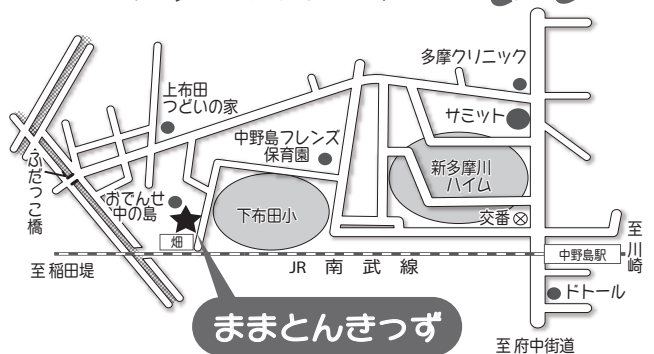 多摩クリニック
上布田
つどいの家
サミット
中野島フレンズ
保育園
新多摩川
ハイム
ふだっこ橋
おでんせ
中の島
下布田小
交番
畑
至川崎
中野島駅
至稲田堤
JR 南武線
ドトール
ままとんきっず
至府中街道